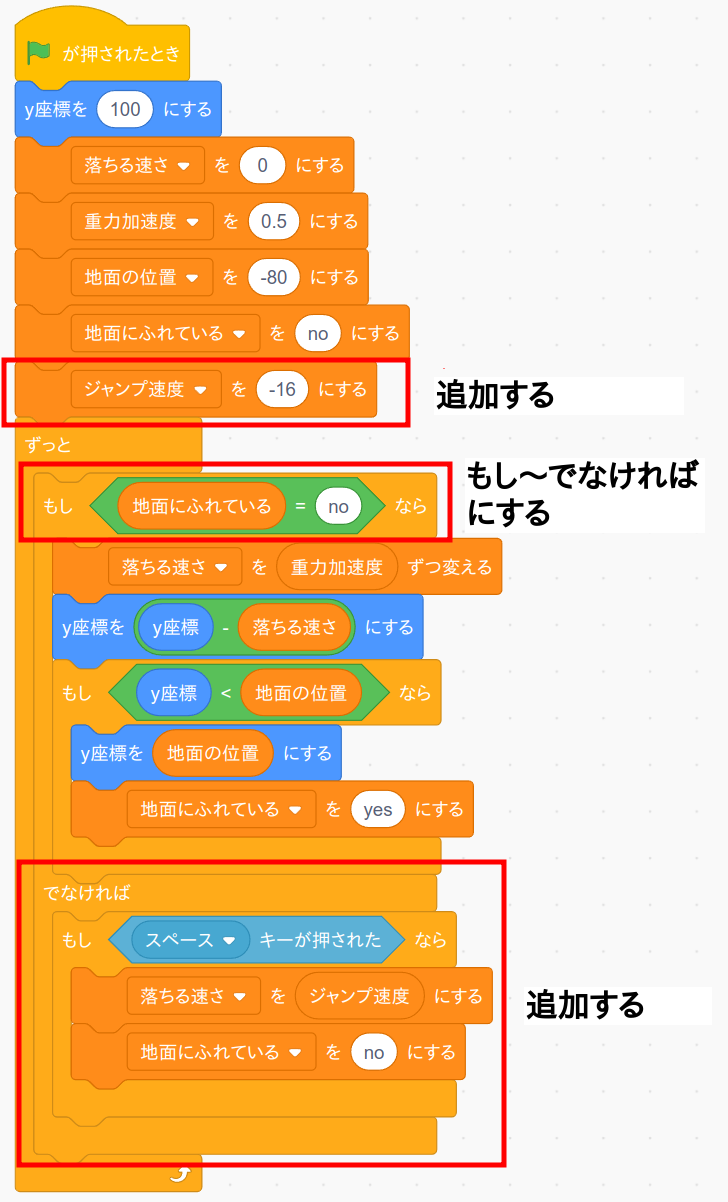 が押されたとき
y座標を 100 にする
落ちる速さ を 0 にする
重力加速度 を 0.5 にする
地面の位置 を -80 にする
地面にふれている を no にする
ジャンプ速度 を -16 にする
追加する
ずっと
もし 地面にふれている = no なら
もし〜でなければ
にする
落ちる速さ を 重力加速度 ずつ変える
y座標を y座標 - 落ちる速さ にする
もし y座標 < 地面の位置 なら
y座標を 地面の位置 にする
地面にふれている を yes にする
でなければ
もし スペース キーが押された なら
落ちる速さ を ジャンプ速度 にする
追加する
地面にふれている を no にする